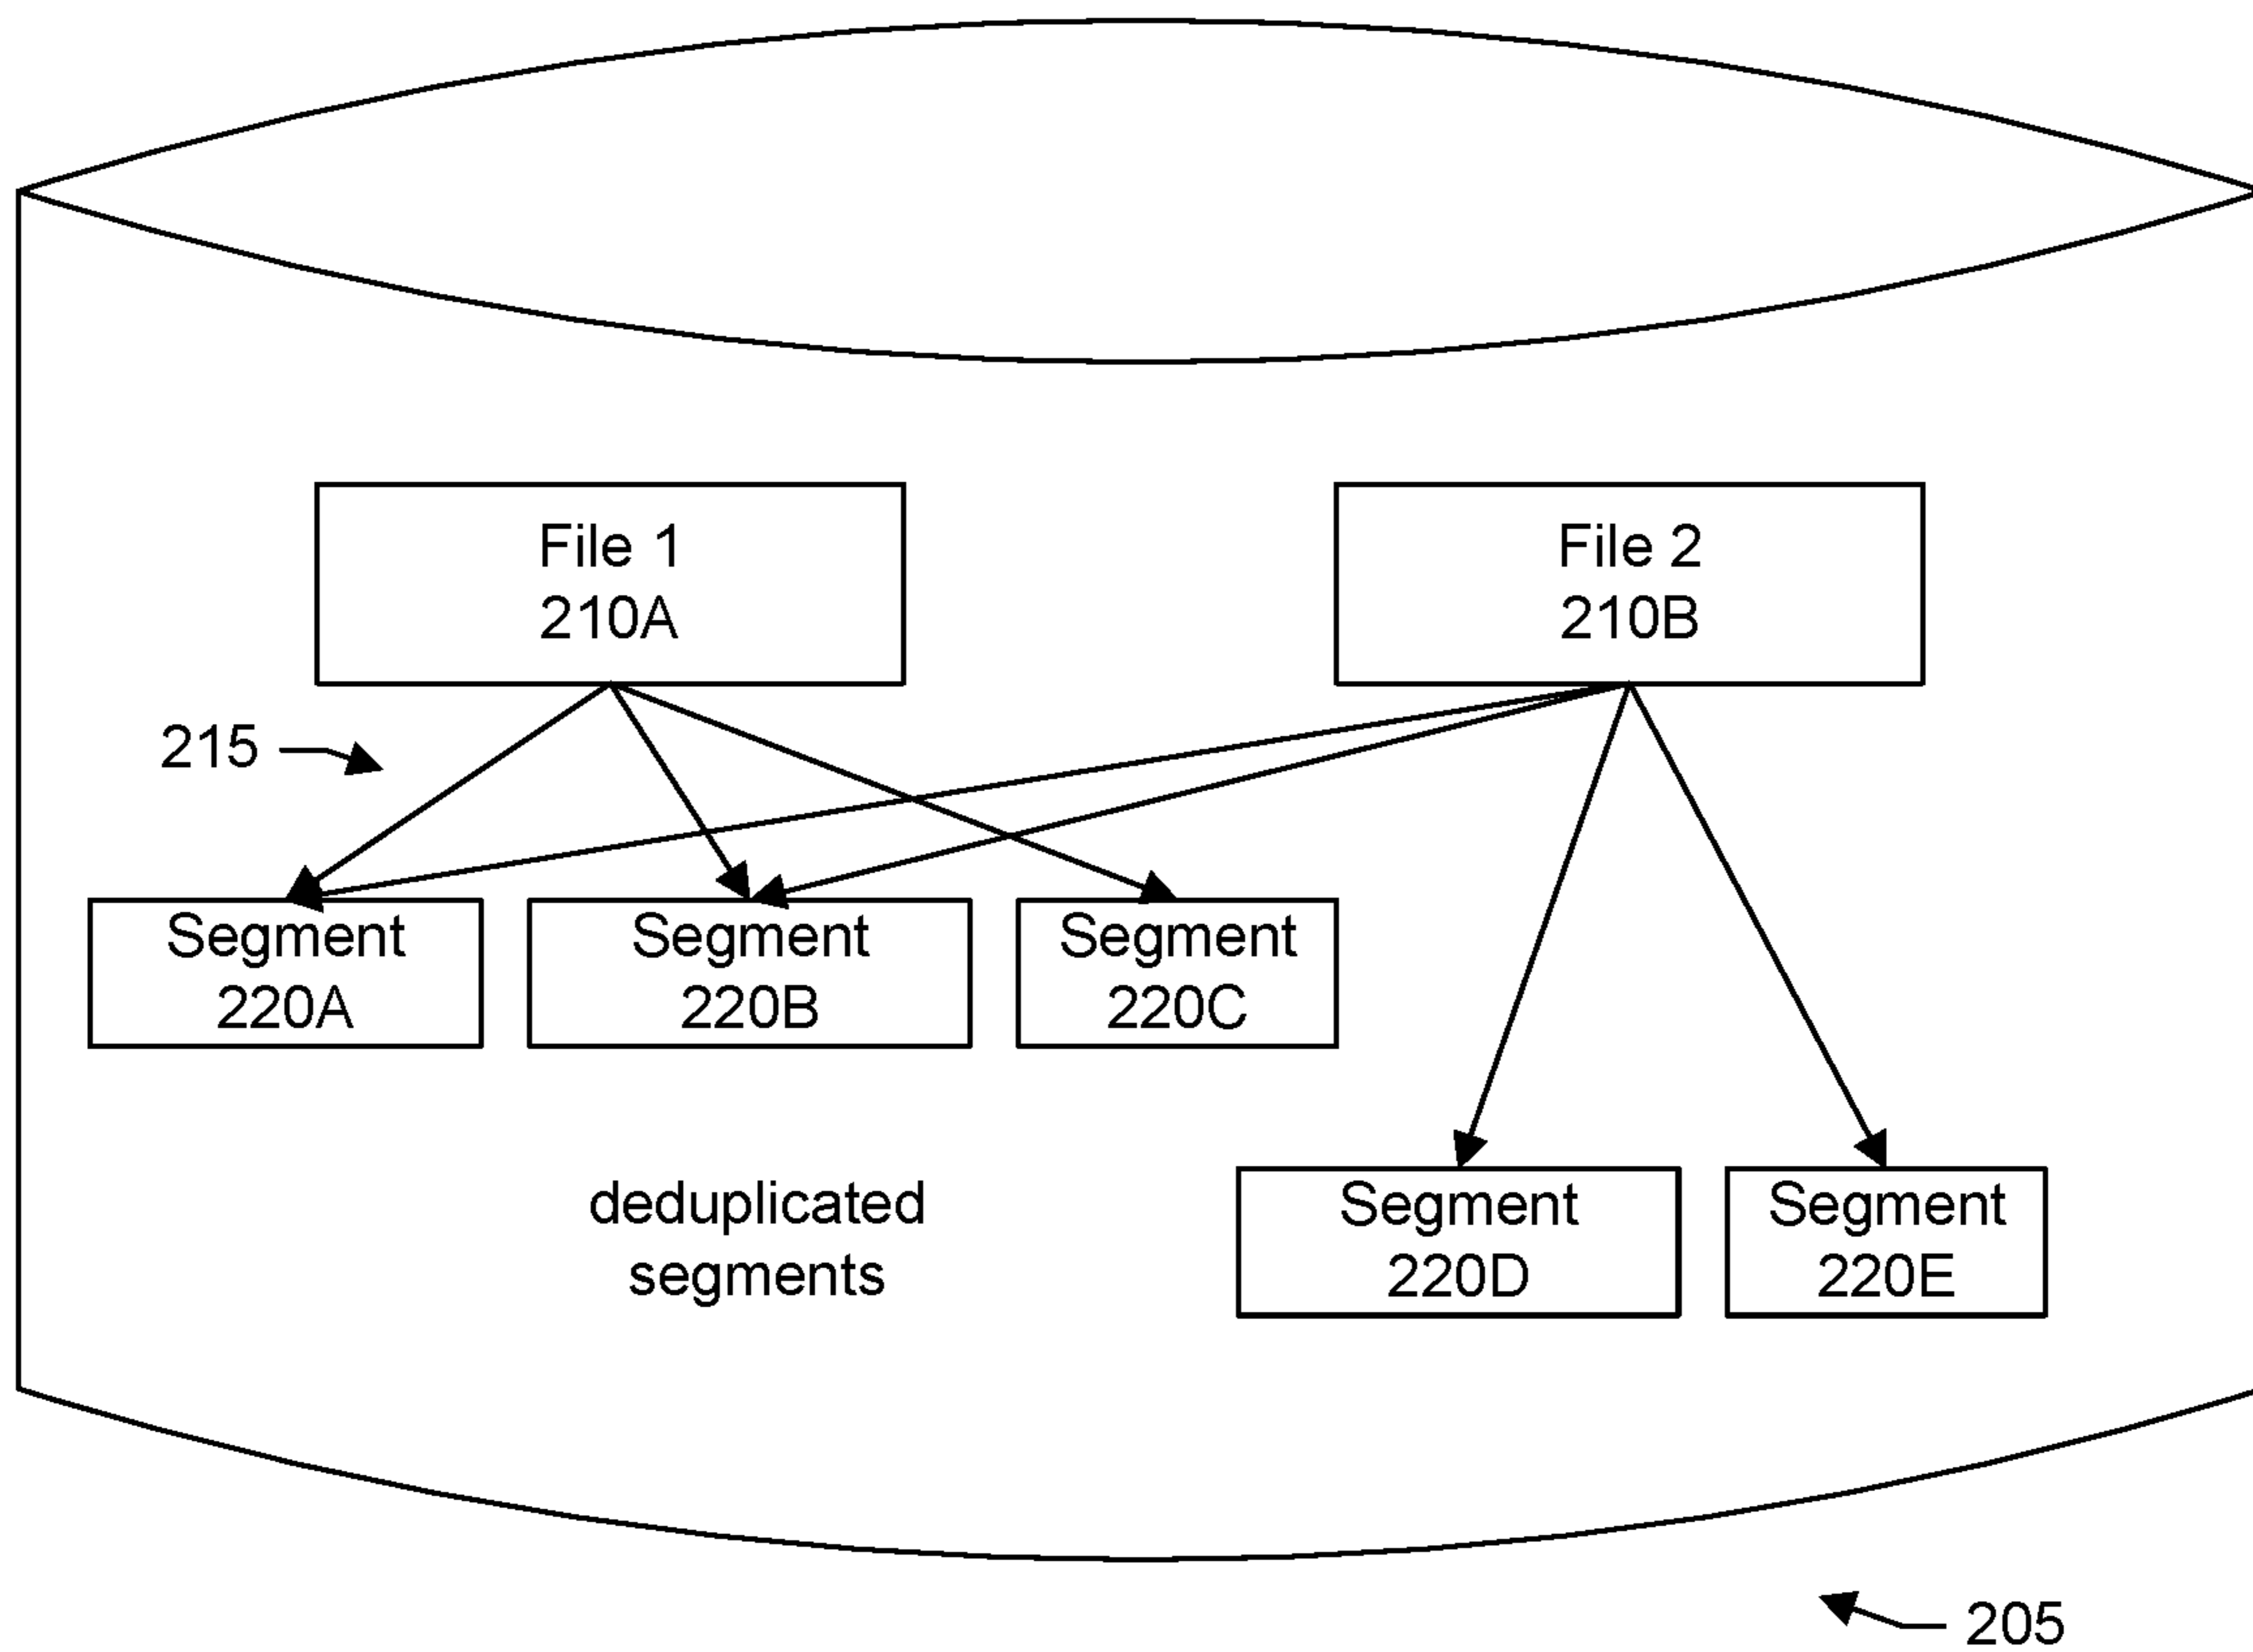 File 1
210A
File 2
210B
215
Segment
220A
Segment
220B
Segment
220C
deduplicated
segments
Segment
220D
Segment
220E
205